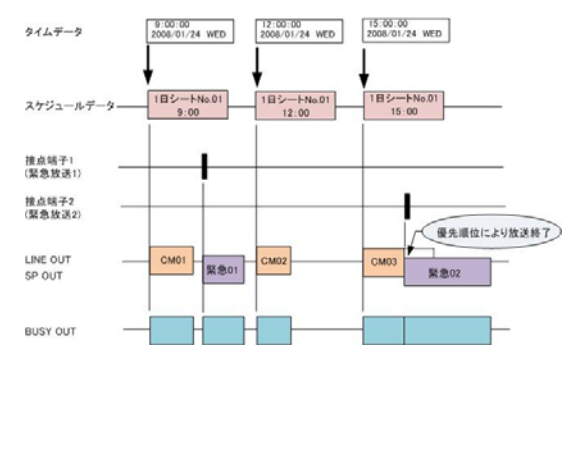 タイムデータ
9:00:00
2008/01/24 WED
12:00:00
2008/01/24 WED
15:00:00
2008/01/24 WED
スケジュールデータ
1日シートNo.01
9:00
1日シートNo.01
12:00
1日シートNo.01
15:00
接点端子1
(緊急放送1)
接点端子2
(緊急放送2)
優先順位により放送終了
LINE OUT
SP OUT
CM01
緊急01
CM02
CM03
緊急02
BUSY OUT